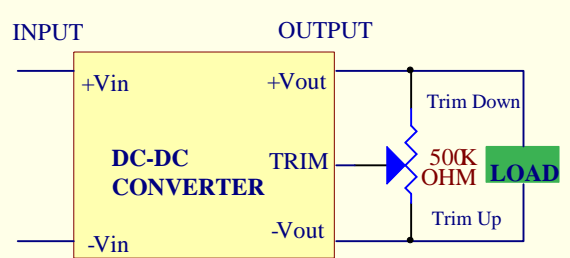 INPUT
OUTPUT
+Vin
+Vout
Trim Down
DC-DC
CONVERTER
TRIM
500K
OHM
LOAD
-Vin
-Vout
Trim Up